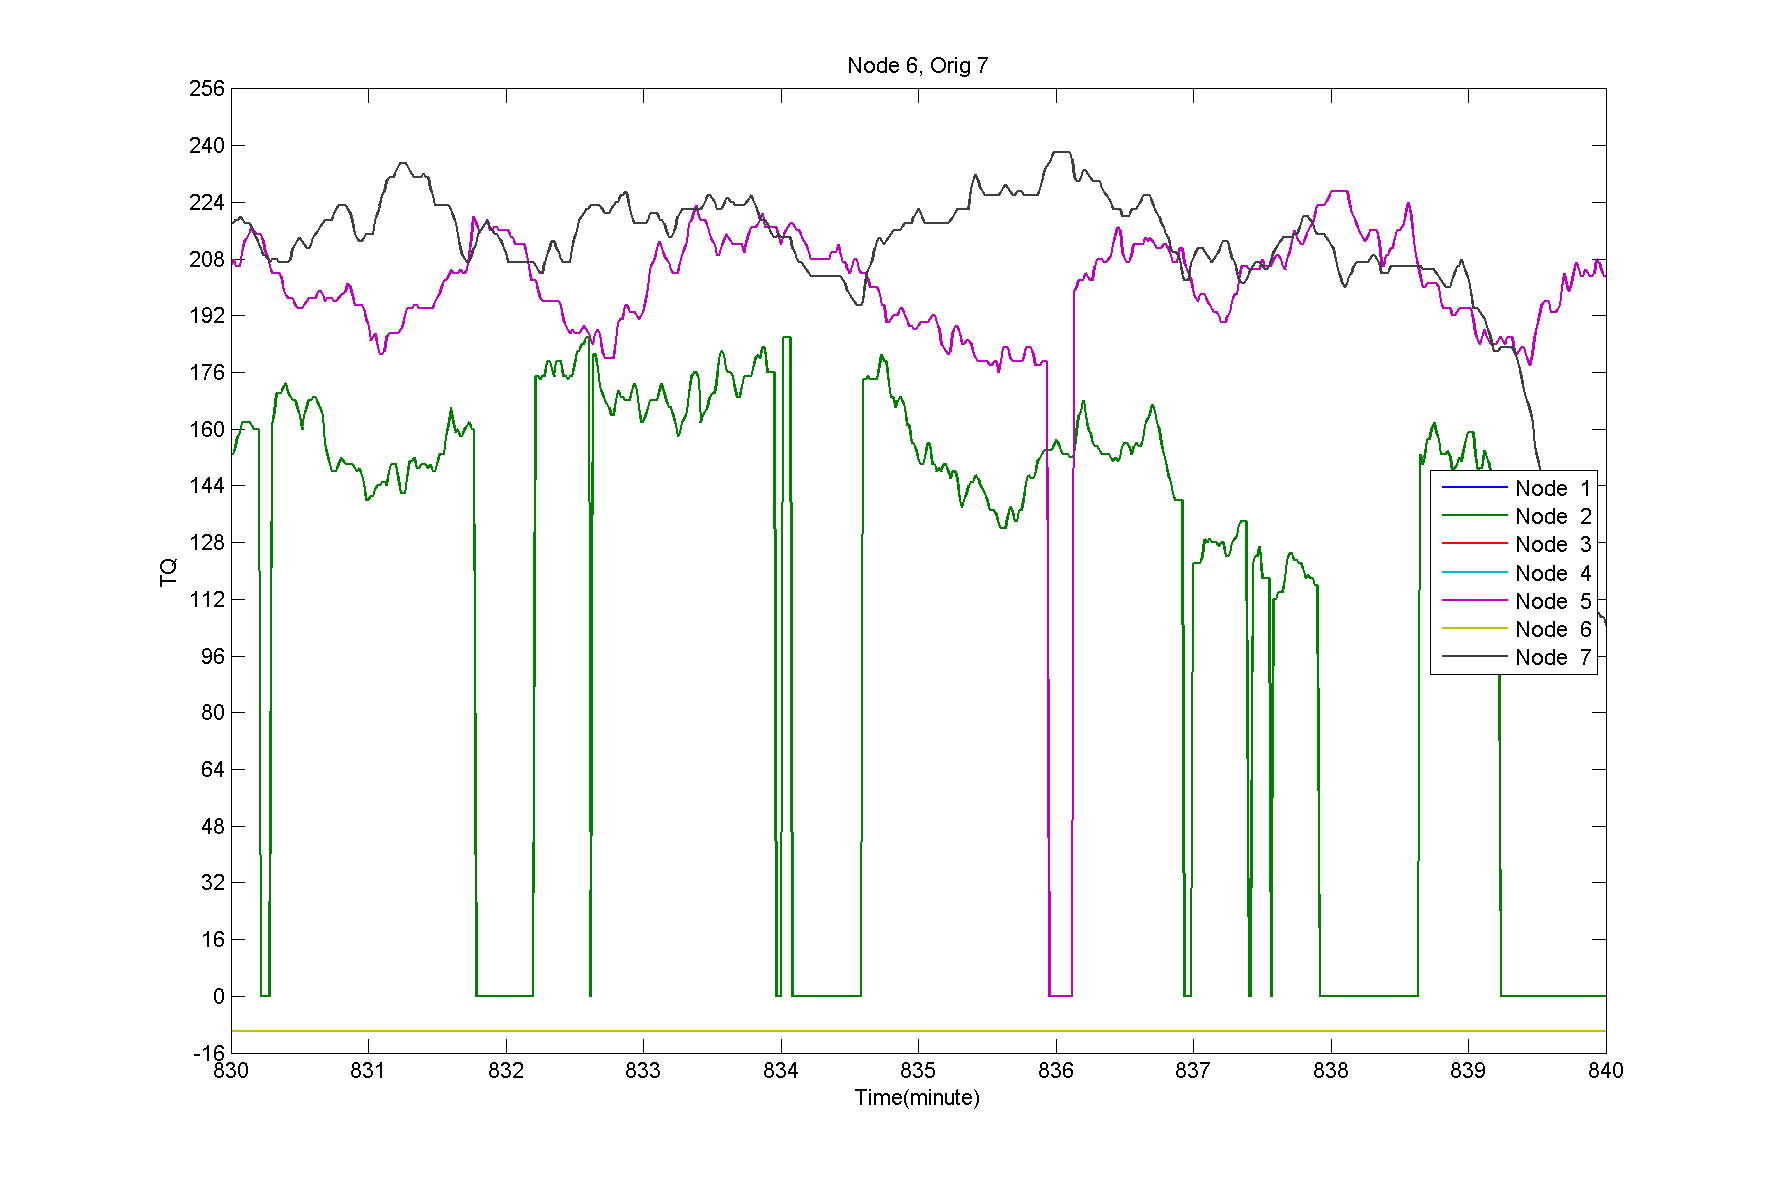 Node 6, Orig 7
256
240
224
208
192
176
160
144
128
112
96
80
64
48
32
16
0
-16
TQ
Node 1
Node 2
Node 3
Node 4
Node 5
Node 6
Node 7
830 831 832 833 834 835 836 837 838 839 840
Time(minute)